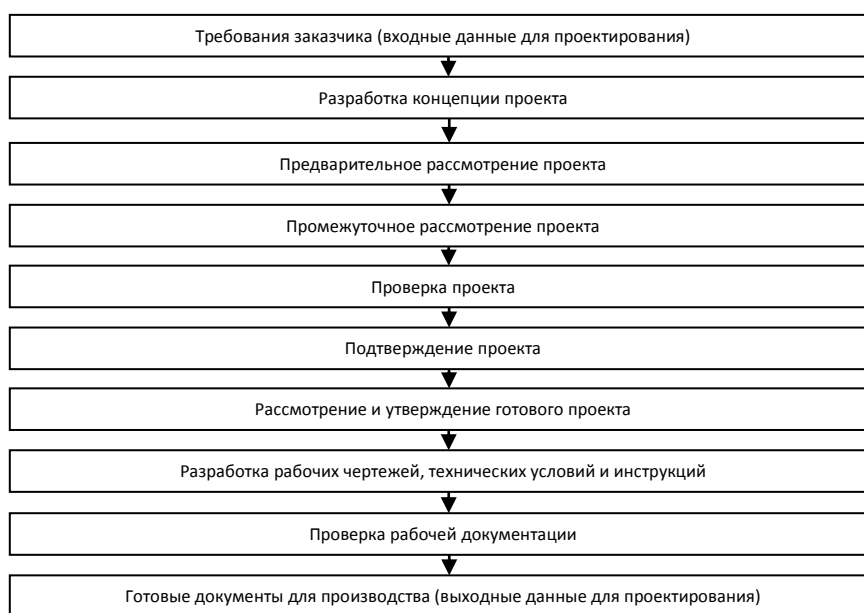 Требования заказчика (входные данные для проектирования)
Разработка концепции проекта
Предварительное рассмотрение проекта
Промежуточное рассмотрение проекта
Проверка проекта
Подтверждение проекта
Рассмотрение и утверждение готового проекта
Разработка рабочих чертежей, технических условий и инструкций
Проверка рабочей документации
Готовые документы для производства (выходные данные для проектирования)